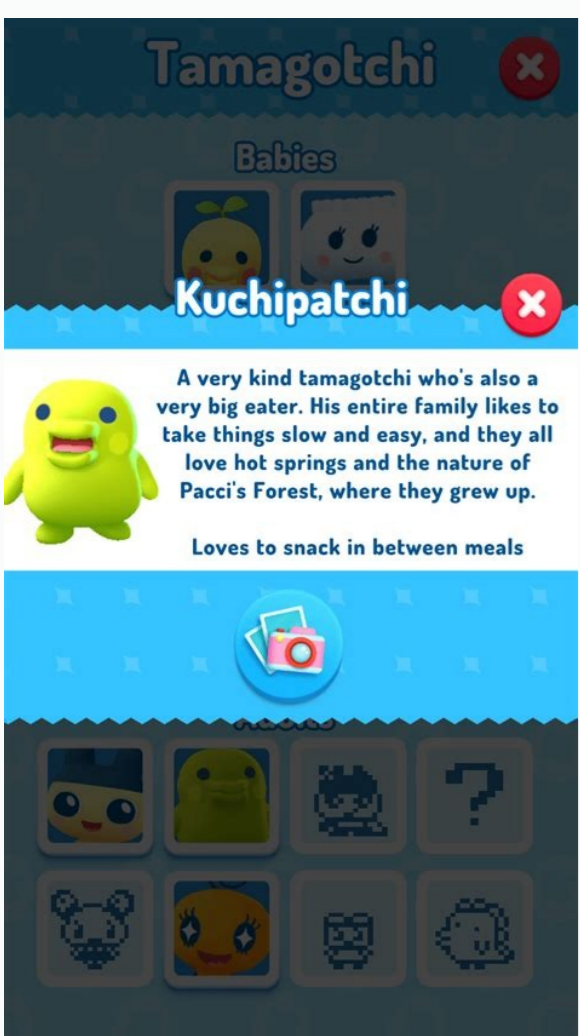 Tamagotchi
Babies
Kuchipatchi
A very kind tamagotchi who's also a
very big eater. His entire family likes to
take things slow and easy, and they all
love hot springs and the nature of
Pacci's Forest, where they grew up.
Loves to snack in between meals
Adults
?